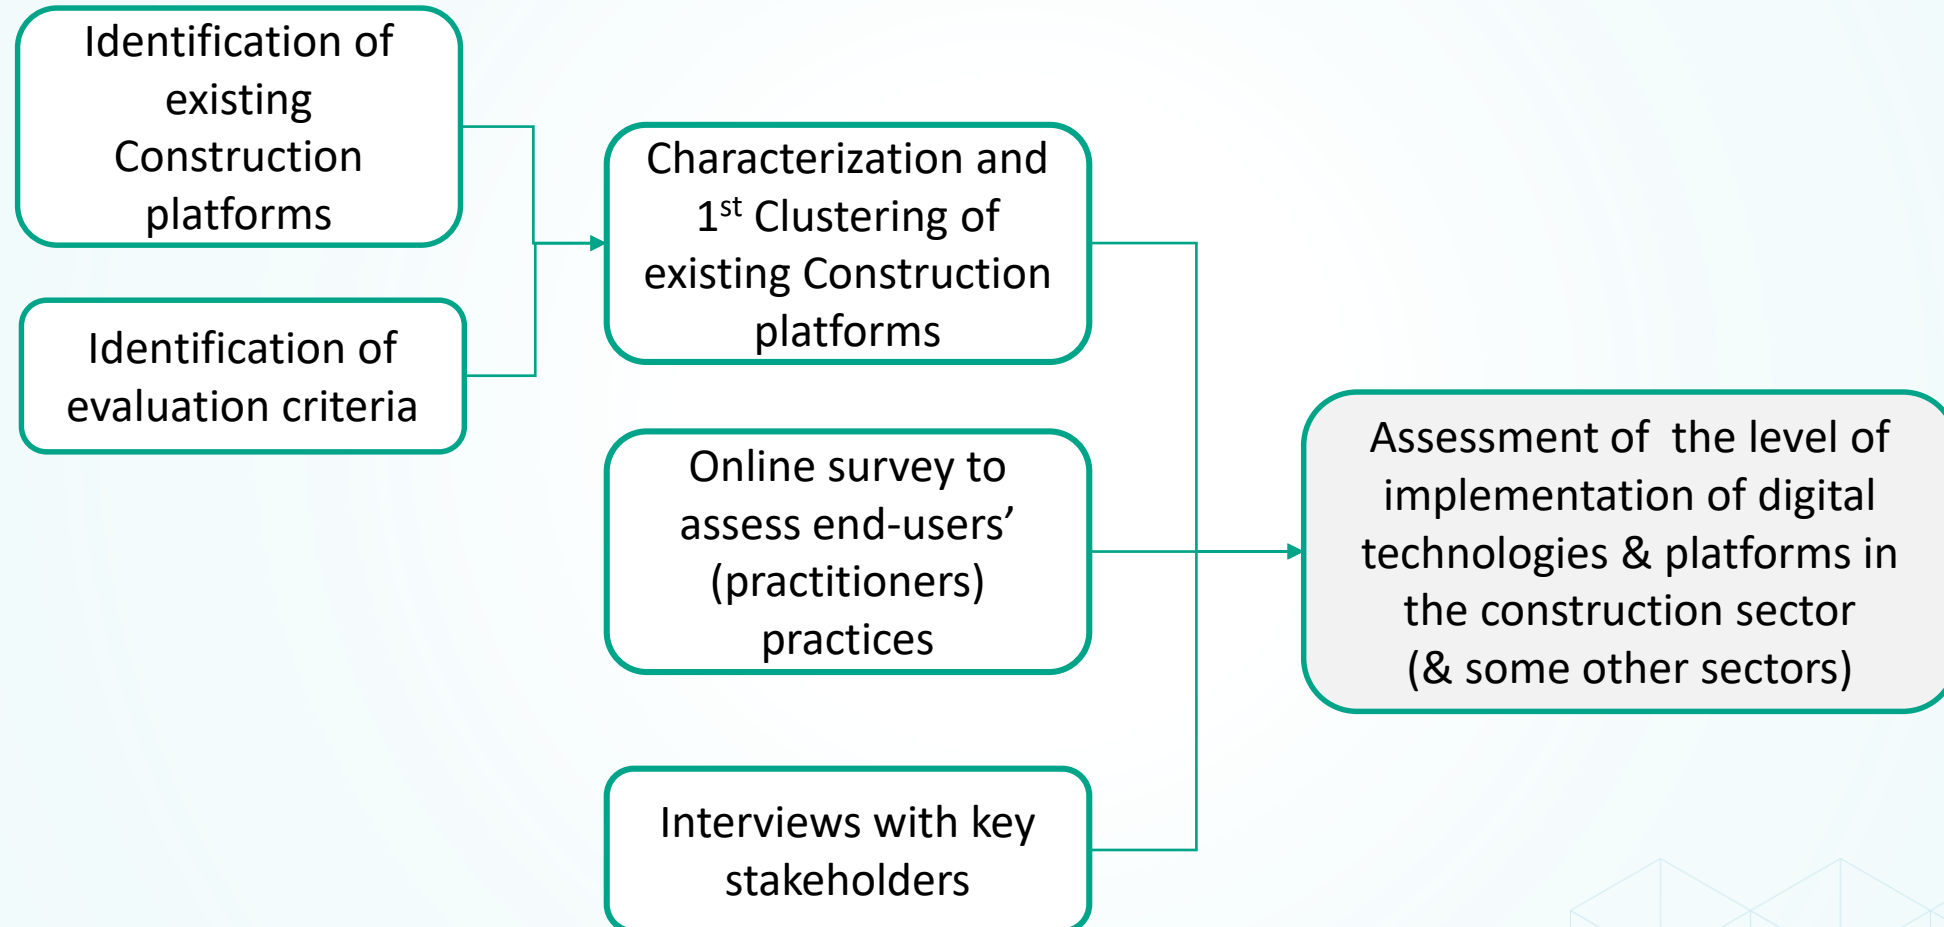 Identification of
existing
Construction
platforms
Identification of
evaluation criteria
Characterization and
1st Clustering of
existing Construction
platforms
Online survey to
assess end-users’
(practitioners)
practices
Interviews with key
stakeholders
Assessment of  the level of
implementation of digital
technologies & platforms in
the construction sector
(& some other sectors)